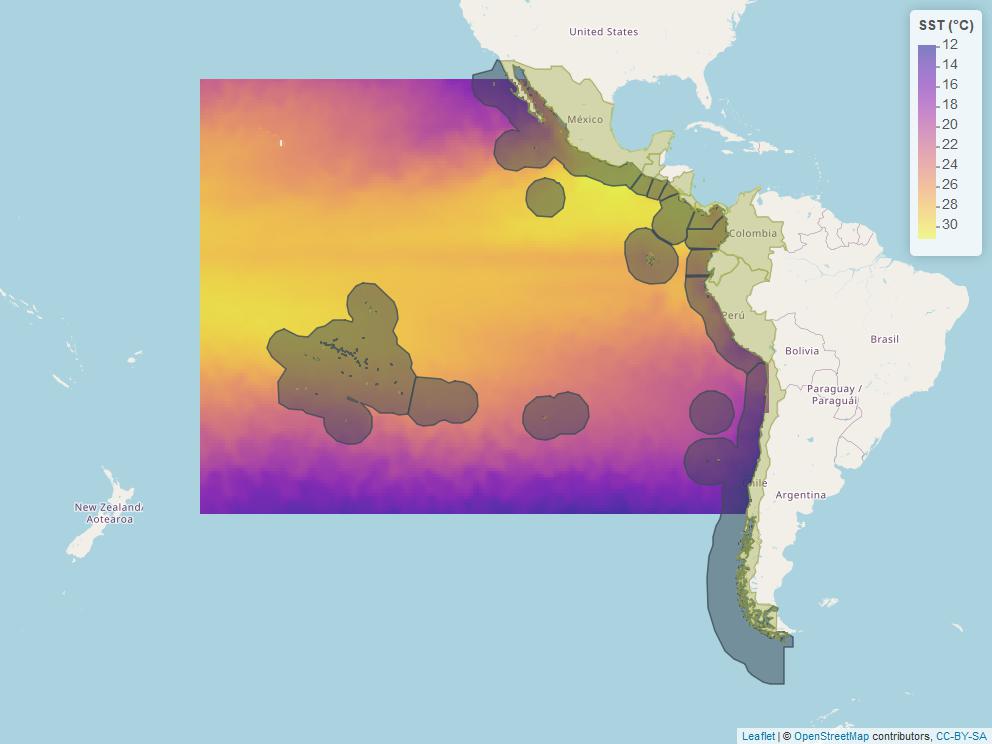 United States
SST (°C)
12
14
16
18
20
22
24
26
28
30
México
Colombia
Perú
Brasil
Bolivia
Paraguay /
Paraguái
hile
Argentina
New Zealand/
Aotearoa
Leaflet | © OpenStreetMap contributors, CC-BY-SA